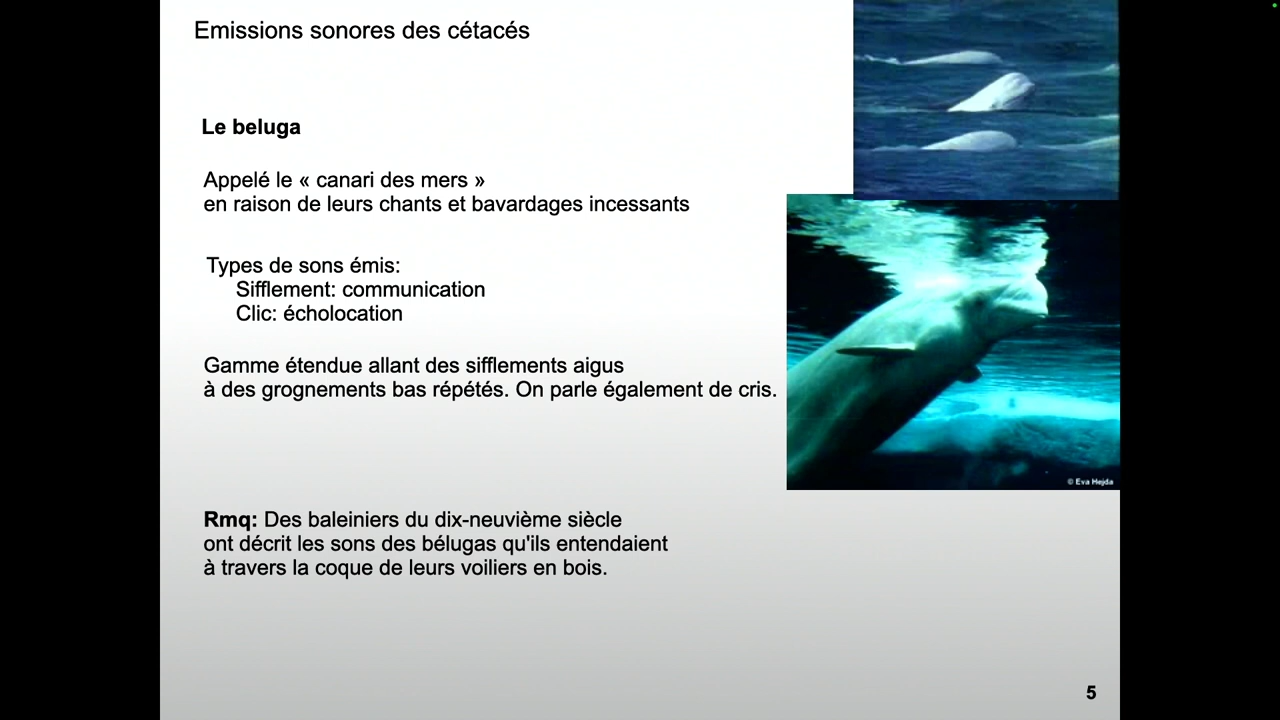 Emissions sonores des cétacés
Le beluga
Appelé le « canari des mers »
en raison de leurs chants et bavardages incessants
Types de sons émis:
Sifflement: communication
Clic: écholocation
Gamme étendue allant des sifflements aigus
à des grognements bas répétés. On parle également de cris.
© Eva Hejda
Rmq: Des baleiniers du dix-neuvième siècle
ont décrit les sons des bélugas qu'ils entendaient
à travers la coque de leurs voiliers en bois.
5